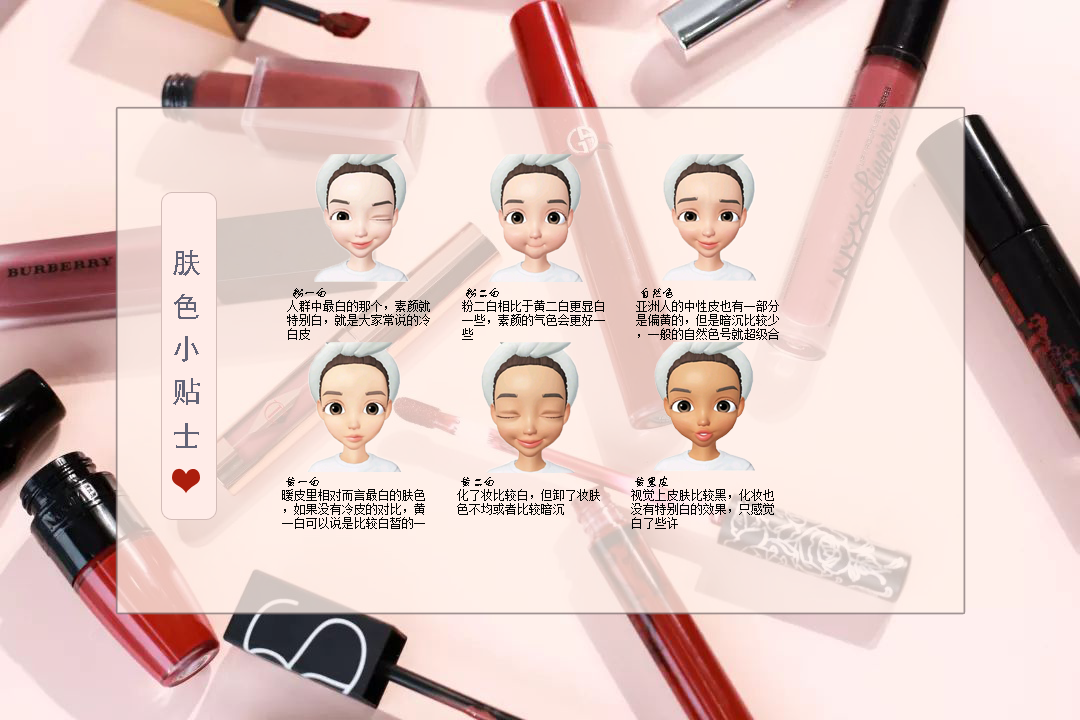 肤
色
小
贴
士
粉一白
人群中最白的那个，素颜就
特别白，就是大家常说的冷
白皮
粉二白
粉二白相比于黄二白更显白
一些，素颜的气色会更好一
些
自然色
亚洲人的中性皮也有一部分
是偏黄的，但是暗沉比较少
，一般的自然色号就超级合
黄一白
暖皮里相对而言最白的肤色
，如果没有冷皮的对比，黄
一白可以说是比较白皙的一
黄二白
化了妆比较白，但卸了妆肤
色不均或者比较暗沉
黄黑皮
视觉上皮肤比较黑，化妆也
没有特别白的效果，只感觉
白了些许
BURBERRY
NYX
Lingerie